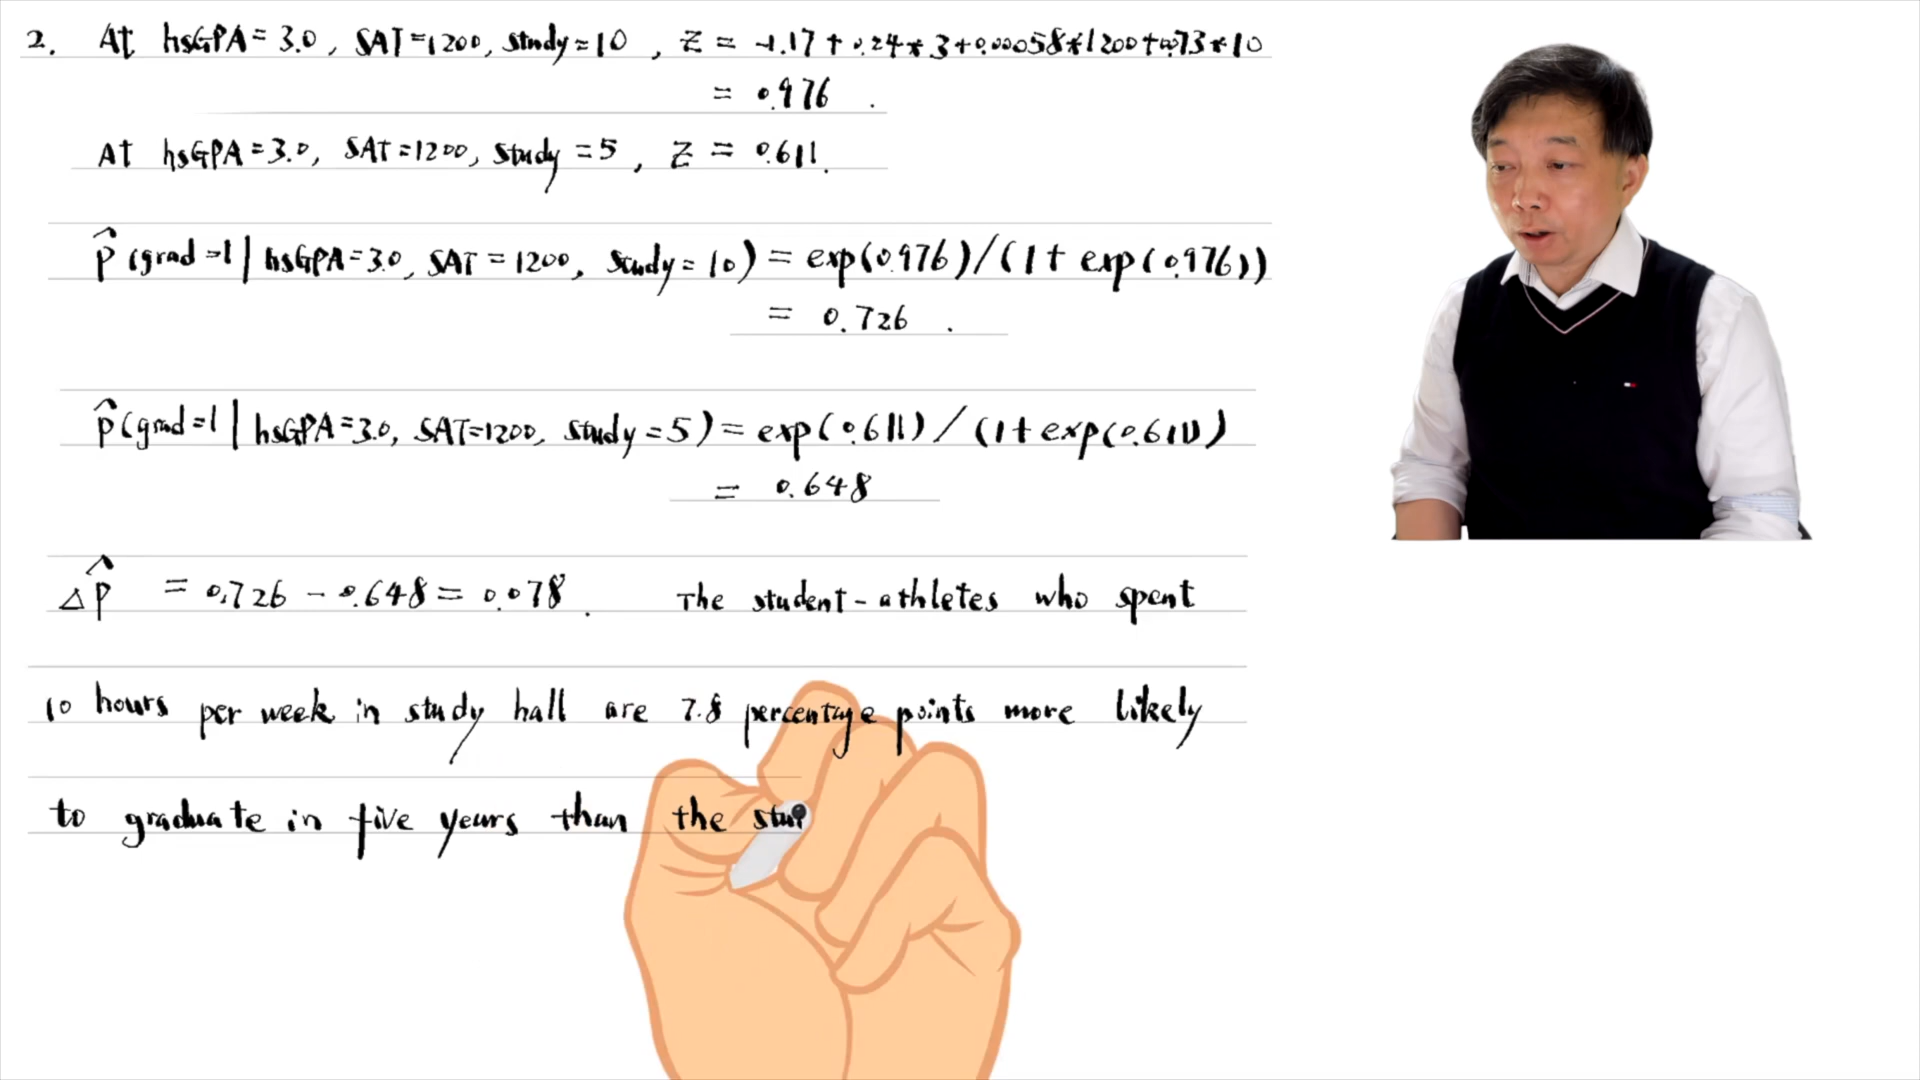 2. At hsGPA = 3.0, SAT=1200, study = 10, z = -1.17 + 0.24*3+0.00058*1200+0.073*10
= 0.976.
At hsGPA = 3.0, SAT =1200, study = 5, z = 0.611.
p̂(grad=1|hsGPA=3.0, SAT = 1200, study = 10) = exp(0.976)/(1+ exp(0.976))
= 0.726.
p̂(grad=1|hsGPA=3.0, SAT=1200, study = 5) = exp(0.611) / (1+exp(0.611)
= 0.648
Δp̂ = 0.726 - 0.648 = 0.078. The student-athletes who spent
10 hours per week in study hall are 7.8 percentage points more likely
to graduate in five years than the stu